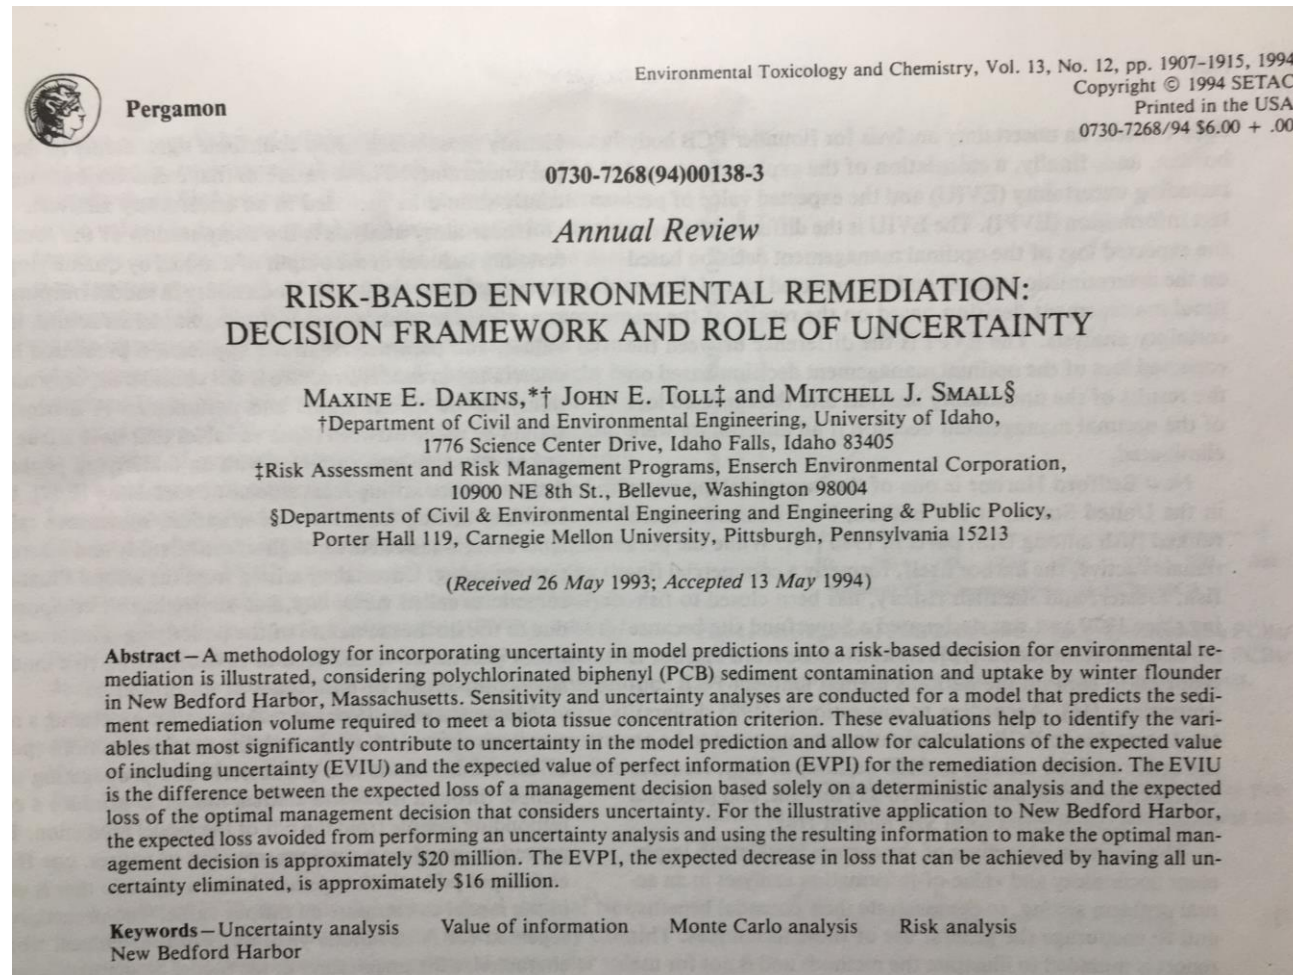 Pergamon
Environmental Toxicology and Chemistry, Vol. 13, No. 12, pp. 1907–1915, 1994
Copyright © 1994 SETAC
Printed in the USA
0730-7268/94 $6.00 + .00
0730-7268(94)00138-3
Annual Review
RISK-BASED ENVIRONMENTAL REMEDIATION:
DECISION FRAMEWORK AND ROLE OF UNCERTAINTY
MAXINE E. DAKINS,*† JOHN E. TOLL‡ and MITCHELL J. SMALL§
†Department of Civil and Environmental Engineering, University of Idaho,
1776 Science Center Drive, Idaho Falls, Idaho 83405
‡Risk Assessment and Risk Management Programs, Enserch Environmental Corporation,
10900 NE 8th St., Bellevue, Washington 98004
§Departments of Civil & Environmental Engineering and Engineering & Public Policy,
Porter Hall 119, Carnegie Mellon University, Pittsburgh, Pennsylvania 15213
(Received 26 May 1993; Accepted 13 May 1994)
Abstract—A methodology for incorporating uncertainty in model predictions into a risk-based decision for environmental re-
mediation is illustrated, considering polychlorinated biphenyl (PCB) sediment contamination and uptake by winter flounder
in New Bedford Harbor, Massachusetts. Sensitivity and uncertainty analyses are conducted for a model that predicts the sedi-
ment remediation volume required to meet a biota tissue concentration criterion. These evaluations help to identify the vari-
ables that most significantly contribute to uncertainty in the model prediction and allow for calculations of the expected value
of including uncertainty (EVIU) and the expected value of perfect information (EVPI) for the remediation decision. The EVIU
is the difference between the expected loss of a management decision based solely on a deterministic analysis and the expected
loss of the optimal management decision that considers uncertainty. For the illustrative application to New Bedford Harbor,
the expected loss avoided from performing an uncertainty analysis and using the resulting information to make the optimal man-
agement decision is approximately $20 million. The EVPI, the expected decrease in loss that can be achieved by having all un-
certainty eliminated, is approximately $16 million.
Keywords—Uncertainty analysis Value of information Monte Carlo analysis Risk analysis
New Bedford Harbor